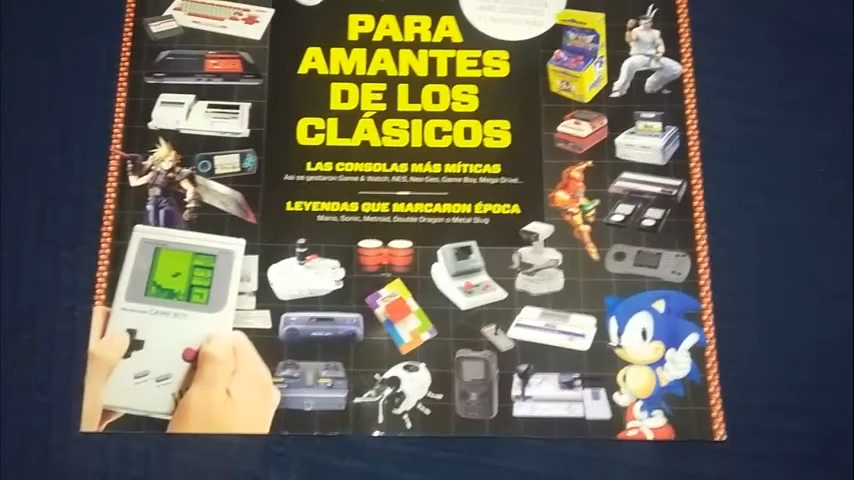 PARA
AMANTES
DE LOS
CLÁSICOS
LAS CONSOLAS MÁS MÍTICAS
Así se gestaron Game & Watch, NES, Neo Geo, Game Boy, Mega Drive...
LEYENDAS QUE MARCARON ÉPOCA
Mario, Sonic, Metroid, Double Dragon o Metal Slug
Nintendo GAME BOY